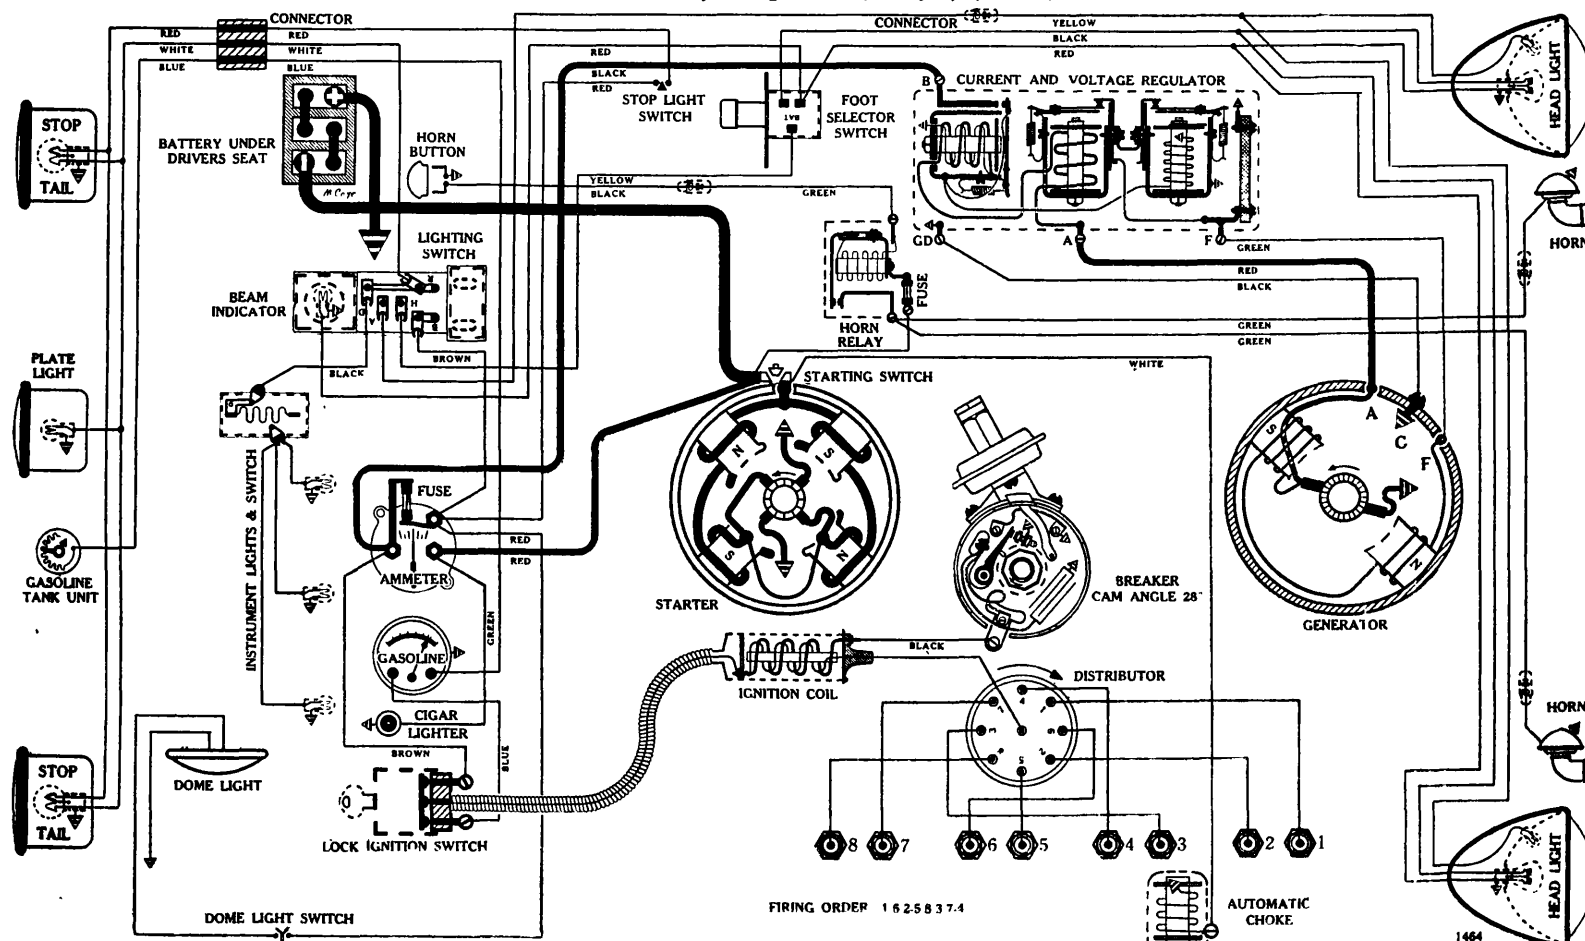 CONNECTOR
RED
RED
WHITE
WHITE
BLUE
BLUE
CONNECTOR
YELLOW
BLACK
RED
RED
BLACK
RED
STOP LIGHT
SWITCH
BAT
FOOT
SELECTOR
SWITCH
B
CURRENT AND VOLTAGE REGULATOR
HEAD LIGHT
STOP
TAIL
BATTERY UNDER
DRIVERS SEAT
HORN
BUTTON
YELLOW
BLACK
GREEN
GD
A
F
GREEN
RED
BLACK
HORN
LIGHTING
SWITCH
BEAM
INDICATOR
H
BROWN
BLACK
FUSE
HORN
RELAY
GREEN
GREEN
WHITE
PLATE
LIGHT
STARTING SWITCH
N
S
S
N
STARTER
A
C
F
S
N
GENERATOR
INSTRUMENT LIGHTS & SWITCH
FUSE
RED
RED
AMMETER
GREEN
GASOLINE
TANK UNIT
GASOLINE
BREAKER
CAM ANGLE 28°
BLACK
IGNITION COIL
DISTRIBUTOR
HORN
CIGAR
LIGHTER
BROWN
BLUE
DOME LIGHT
STOP
TAIL
LOCK IGNITION SWITCH
8 7 6 5 4 3 2 1
HEAD LIGHT
FIRING ORDER 1 6 2 5 8 3 7 4
AUTOMATIC
CHOKE
DOME LIGHT SWITCH
1464